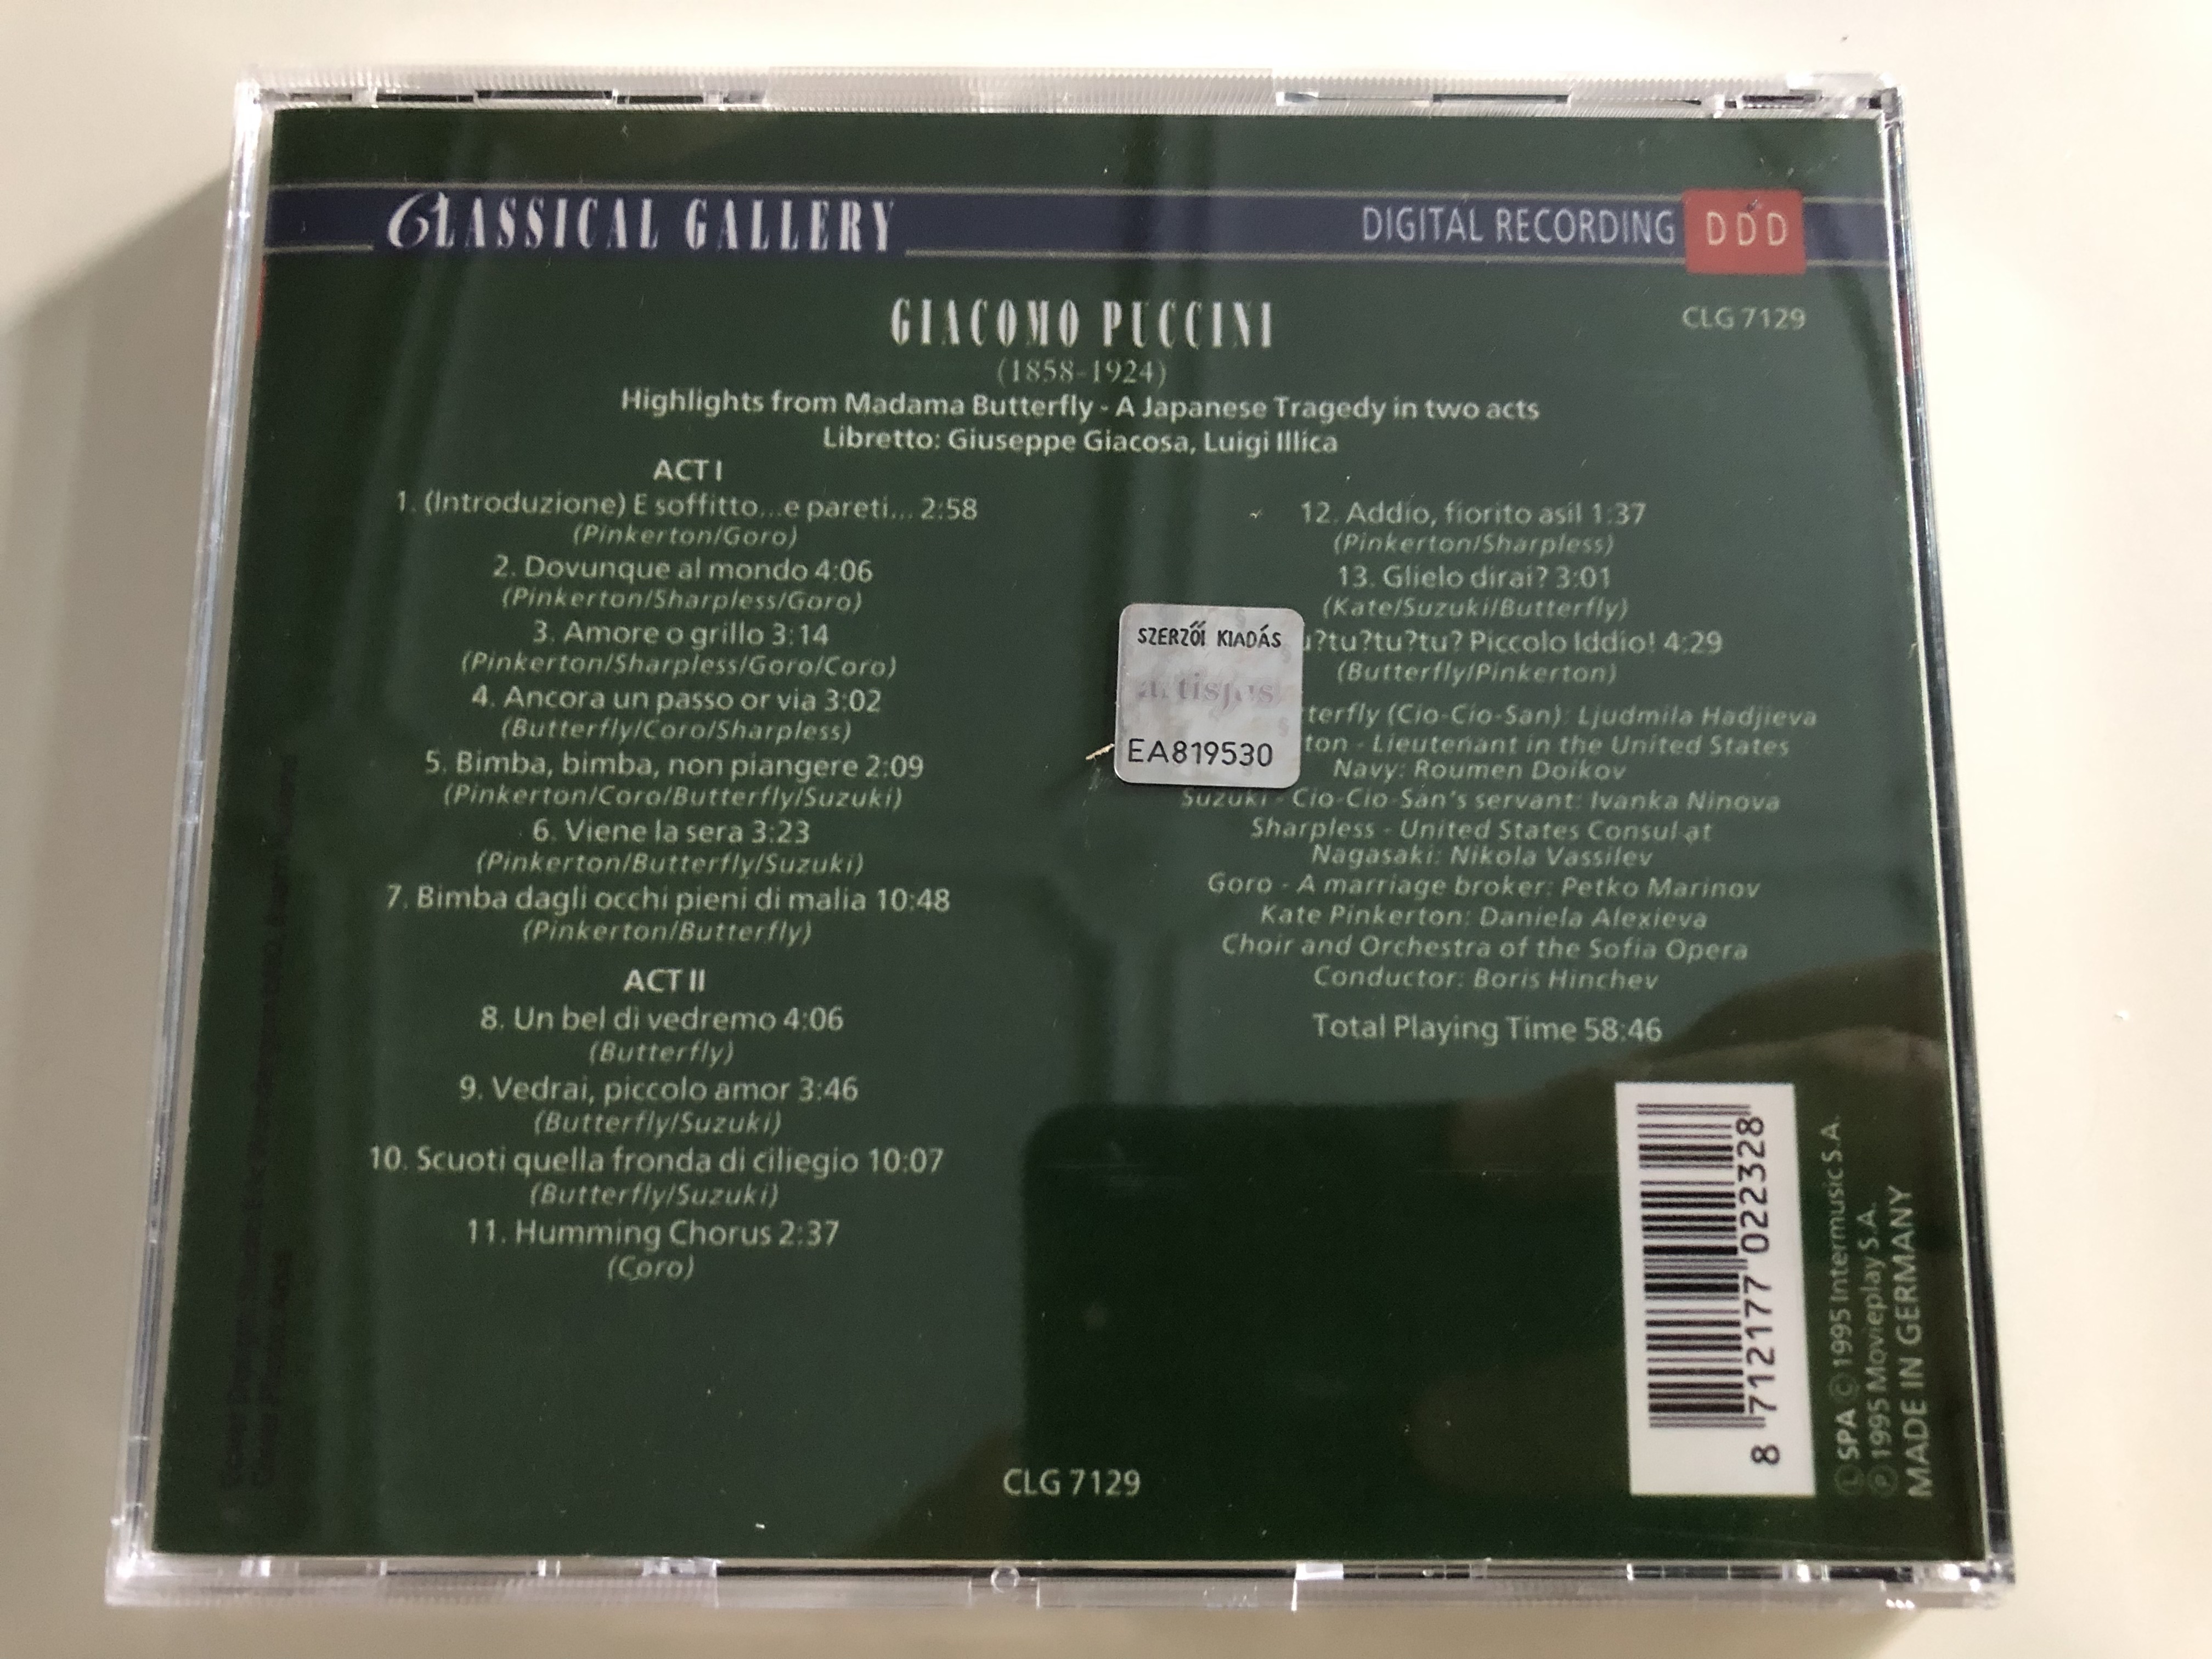 CLASSICAL GALLERY
DIGITAL RECORDING DDD
GIACOMO PUCCINI
CLG 7129
(1858-1924)
Highlights from Madama Butterfly - A Japanese Tragedy in two acts
Libretto: Giuseppe Giacosa, Luigi Illica
ACT I
1. (Introduzione) E soffitto...e pareti... 2:58
(Pinkerton/Goro)
2. Dovunque al mondo 4:06
(Pinkerton/Sharpless/Goro)
3. Amore o grillo 3:14
(Pinkerton/Sharpless/Goro/Coro)
4. Ancora un passo or via 3:02
(Butterfly/Coro/Sharpless)
5. Bimba, bimba, non piangere 2:09
(Pinkerton/Coro/Butterfly/Suzuki)
6. Viene la sera 3:23
(Pinkerton/Butterfly/Suzuki)
7. Bimba dagli occhi pieni di malia 10:48
(Pinkerton/Butterfly)
ACT II
8. Un bel di vedremo 4:06
(Butterfly)
9. Vedrai, piccolo amor 3:46
(Butterfly/Suzuki)
10. Scuoti quella fronda di ciliegio 10:07
(Butterfly/Suzuki)
11. Humming Chorus 2:37
(Coro)
12. Addio, fiorito asil 1:37
(Pinkerton/Sharpless)
13. Glielo dirai? 3:01
(Kate/Suzuki/Butterfly)
u?tu?tu?tu? Piccolo Iddio! 4:29
(Butterfly/Pinkerton)
terfly (Cio-Cio-San): Ljudmila Hadjieva
ton - Lieutenant in the United States
Navy: Roumen Doikov
Suzuki - Cio-Cio-San's servant: Ivanka Ninova
Sharpless - United States Consul at
Nagasaki: Nikola Vassilev
Goro - A marriage broker: Petko Marinov
Kate Pinkerton: Daniela Alexieva
Choir and Orchestra of the Sofia Opera
Conductor: Boris Hinchev
Total Playing Time 58:46
SZERZŐI KIADÁS
artisjus
EA819530
8 712177 022328
Ⓛ SPA © 1995 Intermusic S.A.
℗ 1995 Movieplay S.A.
MADE IN GERMANY
CLG 7129